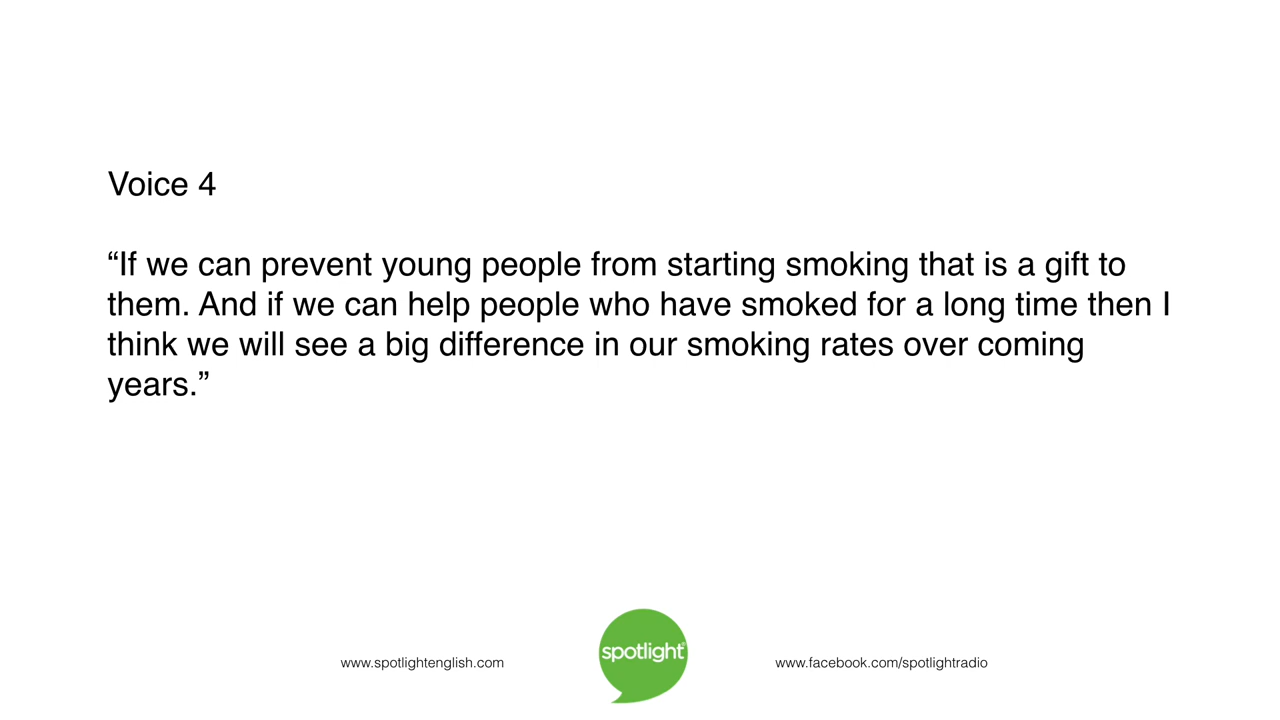 Voice 4
“If we can prevent young people from starting smoking that is a gift to
them. And if we can help people who have smoked for a long time then I
think we will see a big difference in our smoking rates over coming
years.”
www.spotlightenglish.com
spotlight®
www.facebook.com/spotlightradio